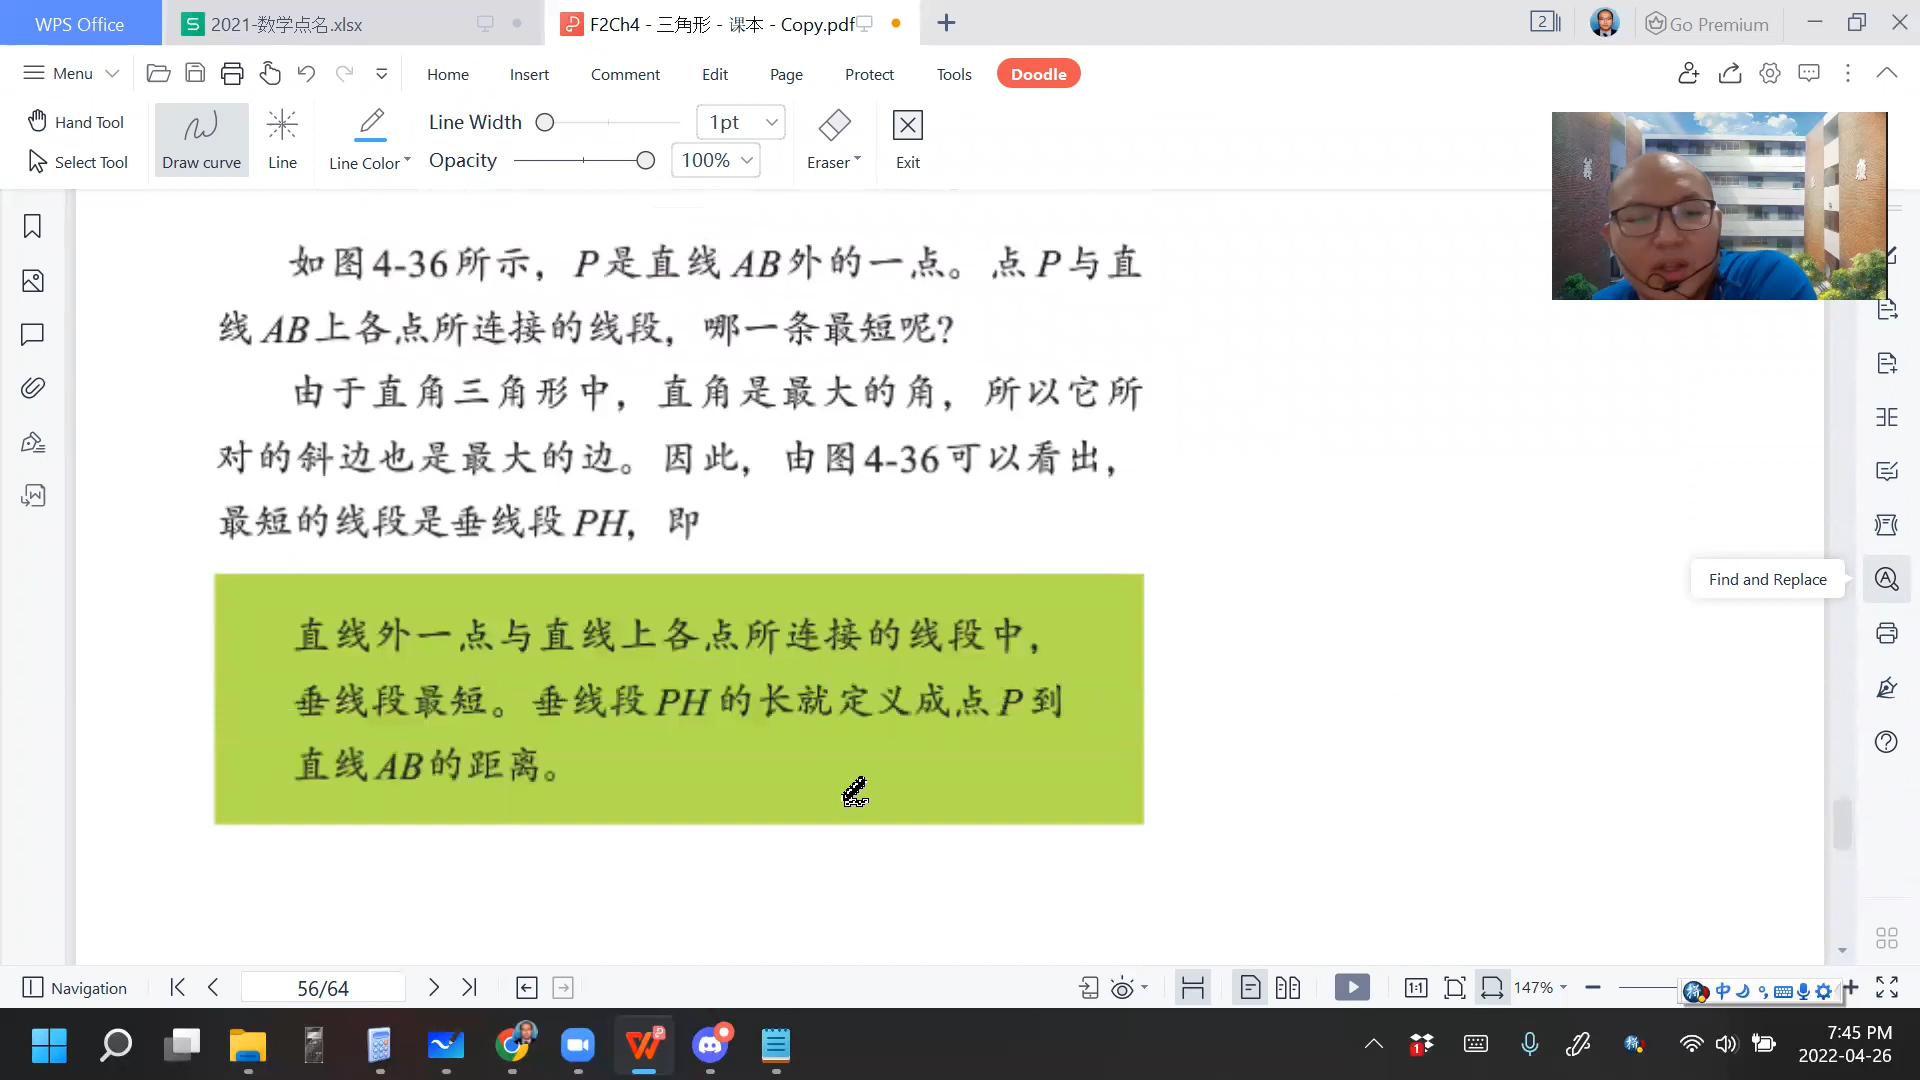 WPS Office
2021-数学点名.xlsx
F2Ch4 - 三角形 - 课本 - Copy.pdf
2
Go Premium
Menu
Home
Insert
Comment
Edit
Page
Protect
Tools
Doodle
Hand Tool
Select Tool
Draw curve
Line
Line Color
Line Width
1pt
Opacity
100%
Eraser
Exit
如图4-36所示，P是直线AB外的一点。点P与直
线AB上各点所连接的线段，哪一条最短呢？
由于直角三角形中，直角是最大的角，所以它所
对的斜边也是最大的边。因此，由图4-36可以看出，
最短的线段是垂线段PH，即
直线外一点与直线上各点所连接的线段中，
垂线段最短。垂线段PH的长就定义成点P到
直线AB的距离。
Find and Replace
Navigation
56/64
1:1
147%
中
7:45 PM
2022-04-26
1